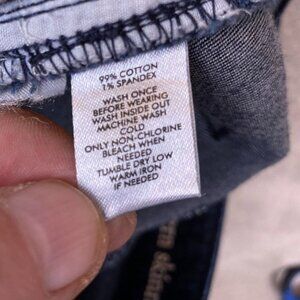 99% COTTON
1% SPANDEX
WASH ONCE
BEFORE WEARING
WASH INSIDE OUT
MACHINE WASH
COLD
ONLY NON-CHLORINE
BLEACH WHEN
NEEDED
TUMBLE DRY LOW
WARM IRON
IF NEEDED